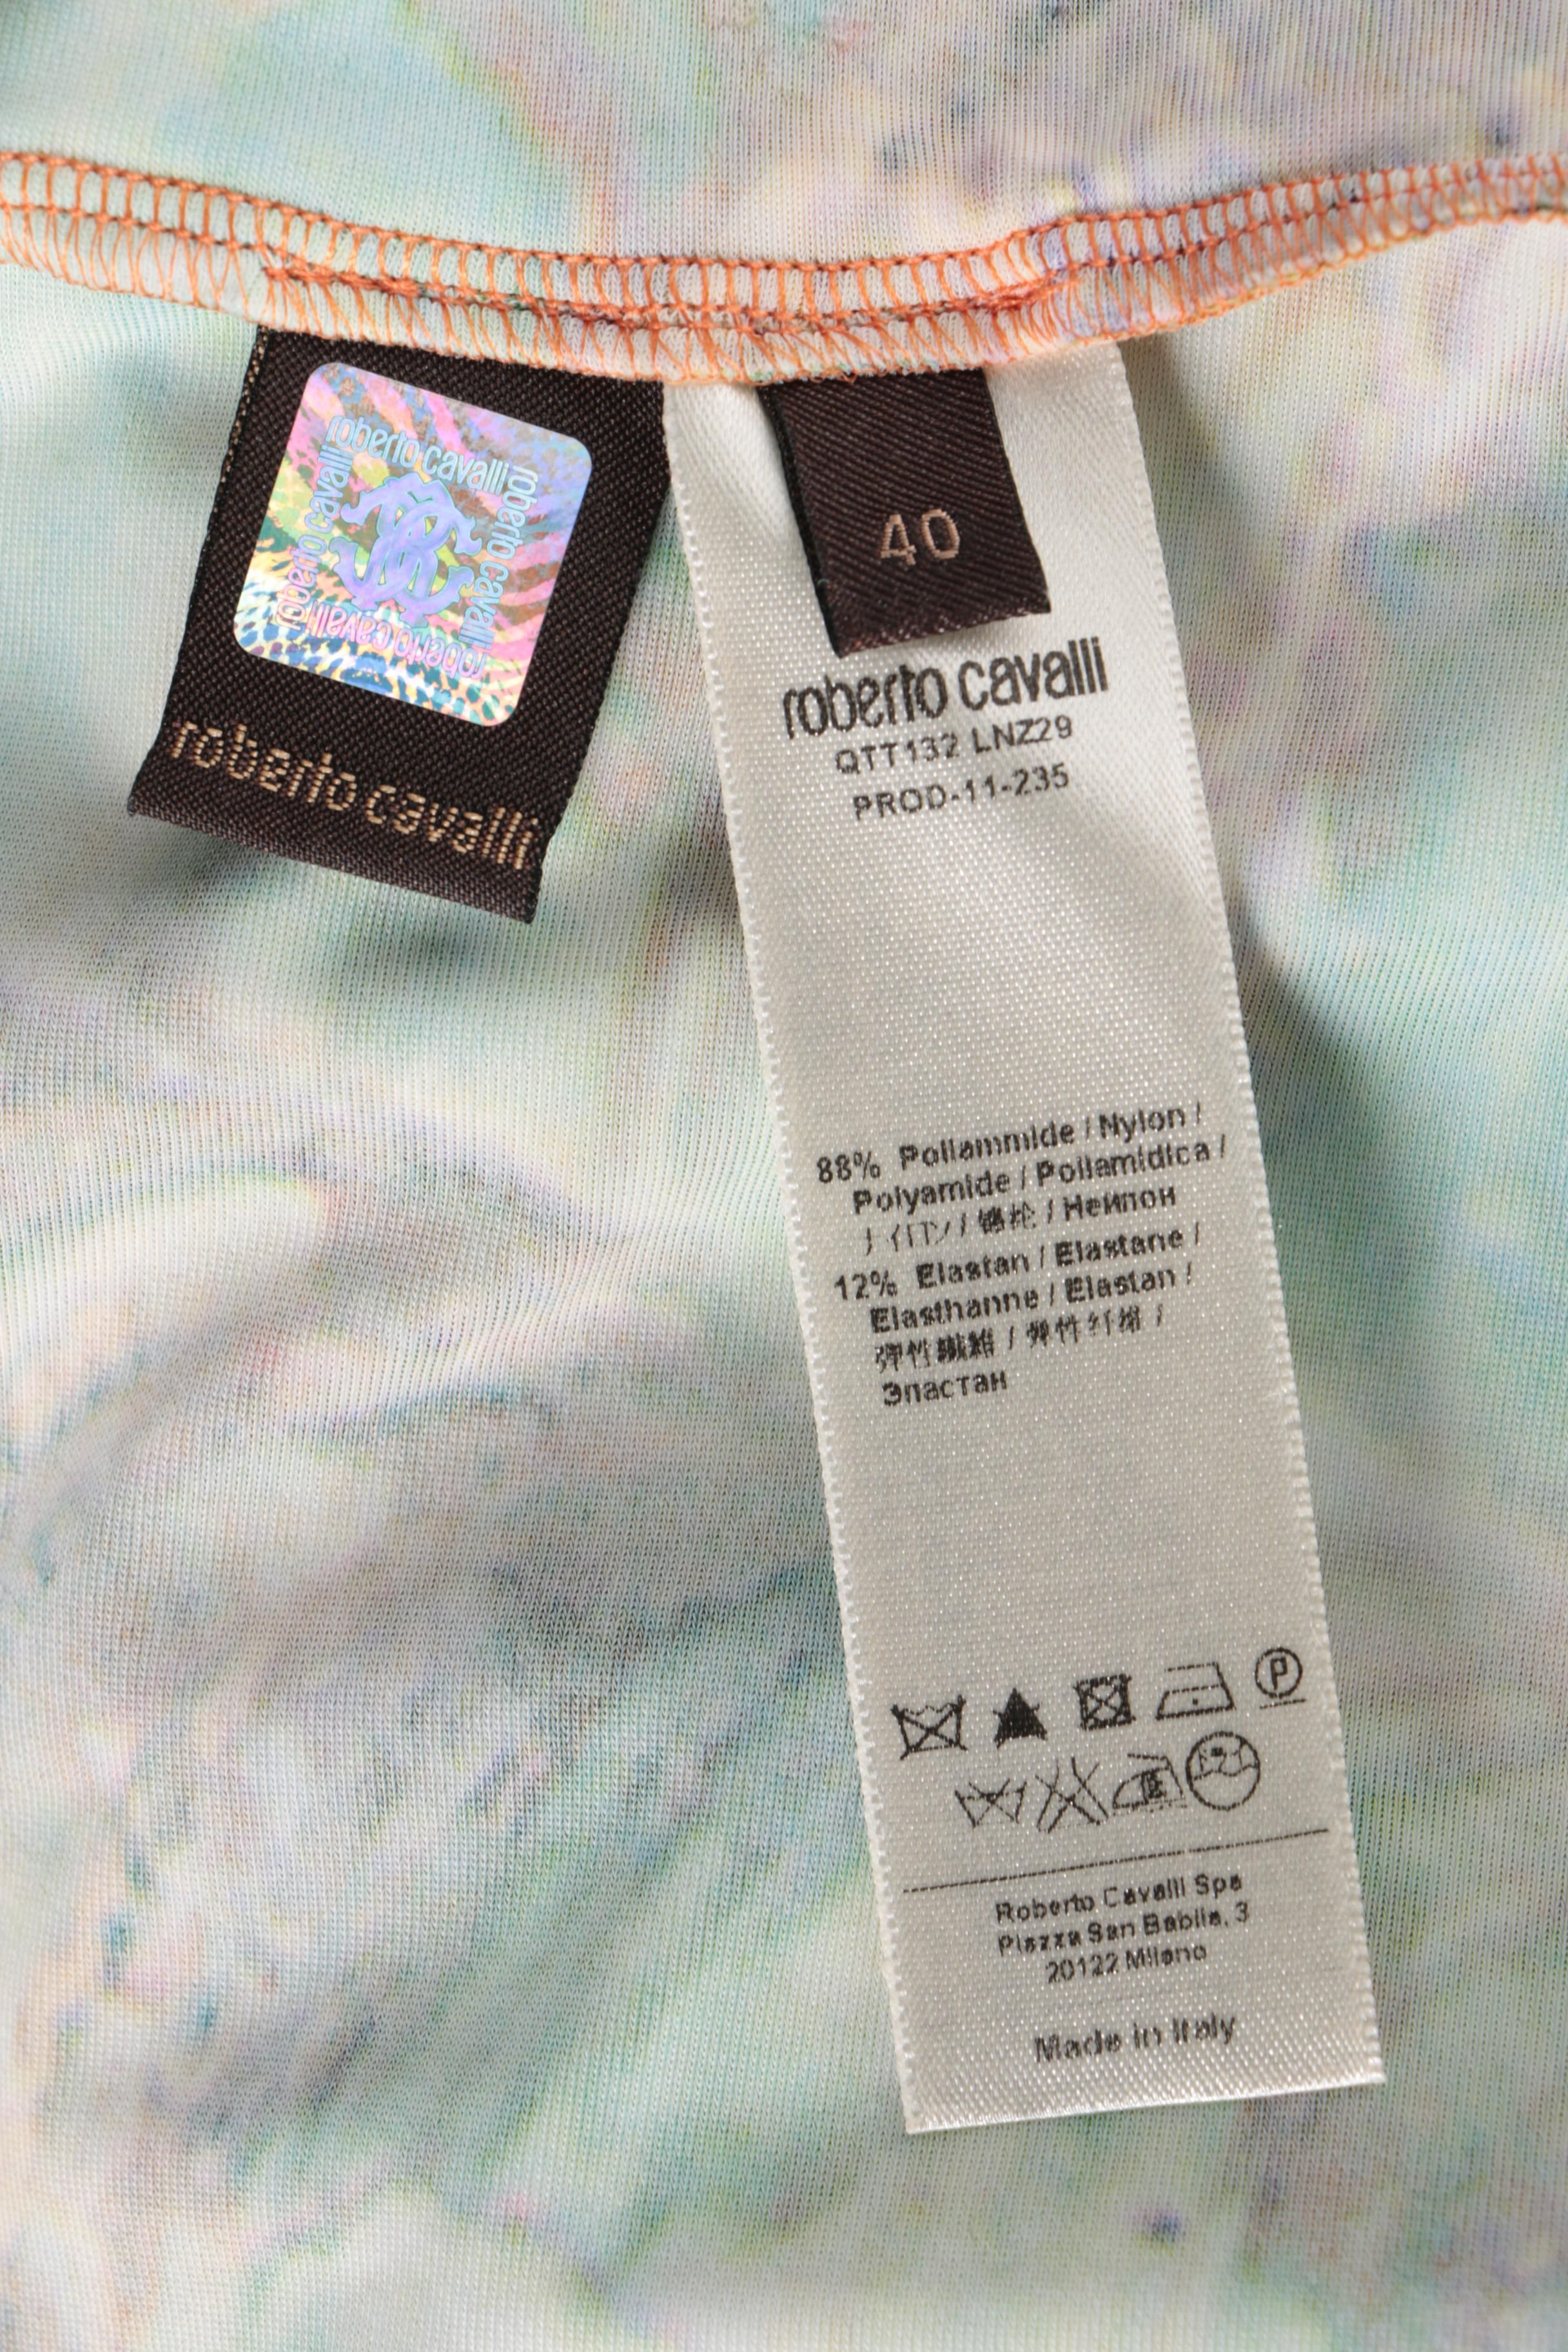 roberto cavalli
roberto cavalli
roberto cavalli
roberto cavalli
roberto cavalli
40
roberto cavalli
QTT132 LNZ29
PROD-11-235
88% Poliammide / Nylon /
Polyamide / Poliamidica /
ナイロン / 锦纶 / Нейлон
12% Elastan / Elastane /
Elasthanne / Elastan /
弾性繊維 / 弹性纤维 /
Эластан
P
Roberto Cavalli Spa
Piazza San Babila, 3
20122 Milano
Made in Italy